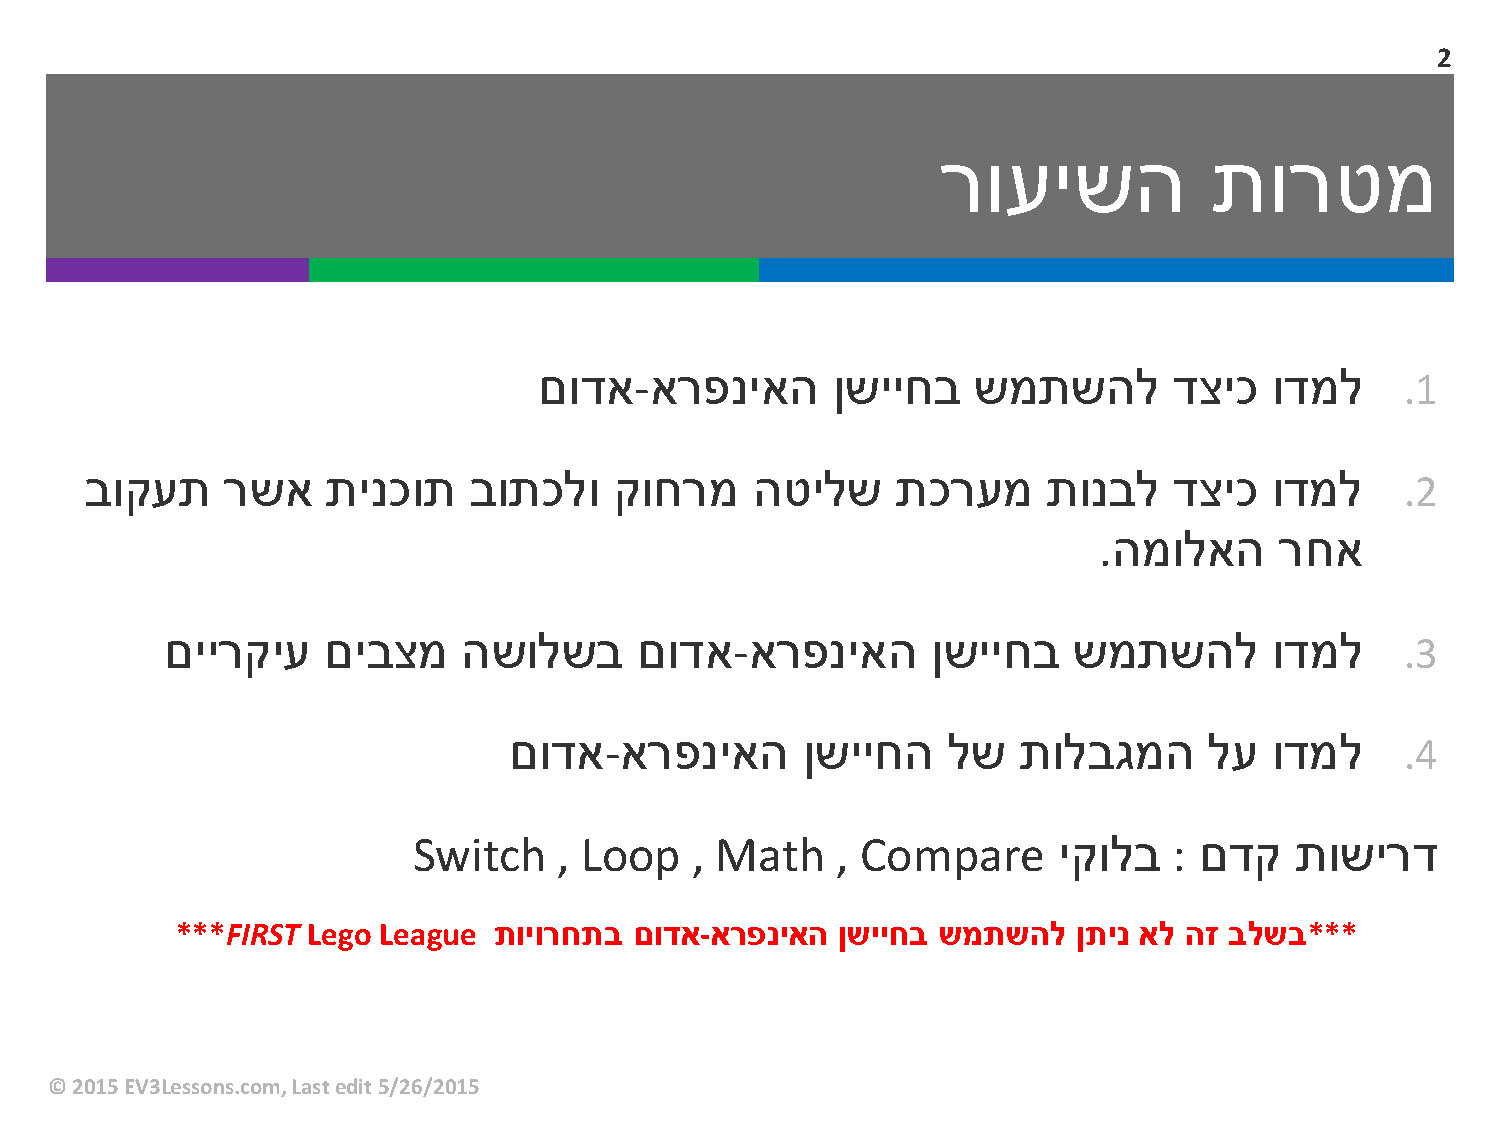 2
מטרות השיעור
1. למדו כיצד להשתמש בחיישן האינפרא-אדום
2. למדו כיצד לבנות מערכת שליטה מרחוק ולכתוב תוכנית אשר תעקוב
אחר האלומה.
3. למדו להשתמש בחיישן האינפרא-אדום בשלושה מצבים עיקריים
4. למדו על המגבלות של החיישן האינפרא-אדום
דרישות קדם : בלוקי Switch , Loop , Math , Compare
***בשלב זה לא ניתן להשתמש בחיישן האינפרא-אדום בתחרויות FIRST Lego League***
© 2015 EV3Lessons.com, Last edit 5/26/2015